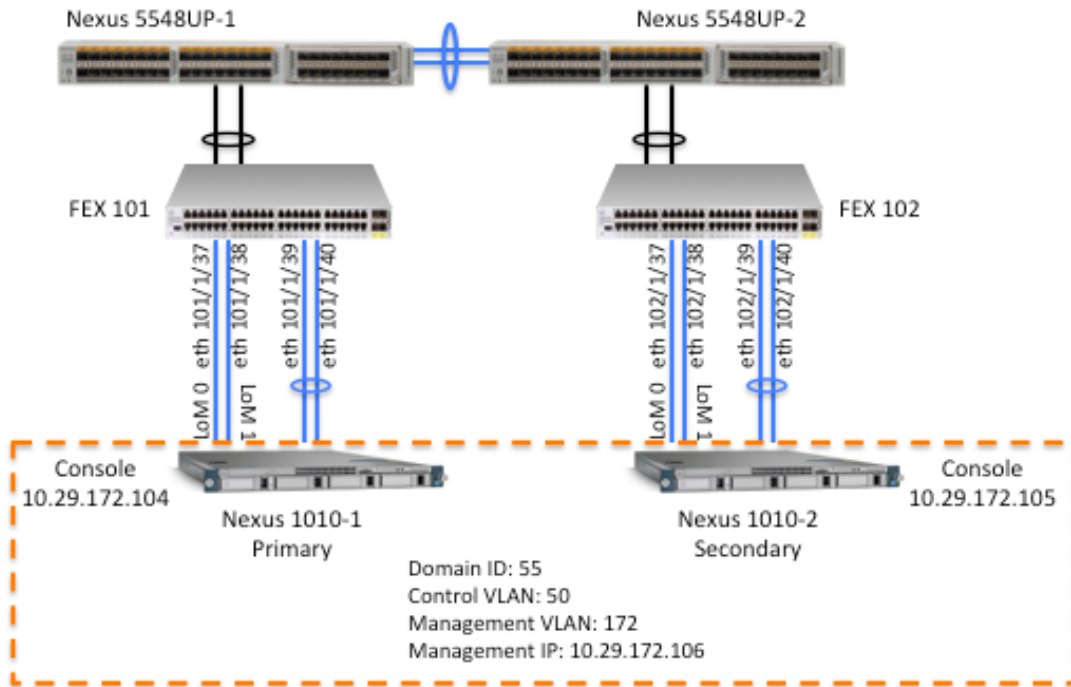 Nexus 5548UP-1
Nexus 5548UP-2
FEX 101
FEX 102
LoM 0 eth 101/1/37
LoM 1 eth 101/1/38
eth 101/1/39
eth 101/1/40
LoM 0 eth 102/1/37
LoM 1 eth 102/1/38
eth 102/1/39
eth 102/1/40
Console
10.29.172.104
Console
10.29.172.105
Nexus 1010-1
Primary
Nexus 1010-2
Secondary
Domain ID: 55
Control VLAN: 50
Management VLAN: 172
Management IP: 10.29.172.106